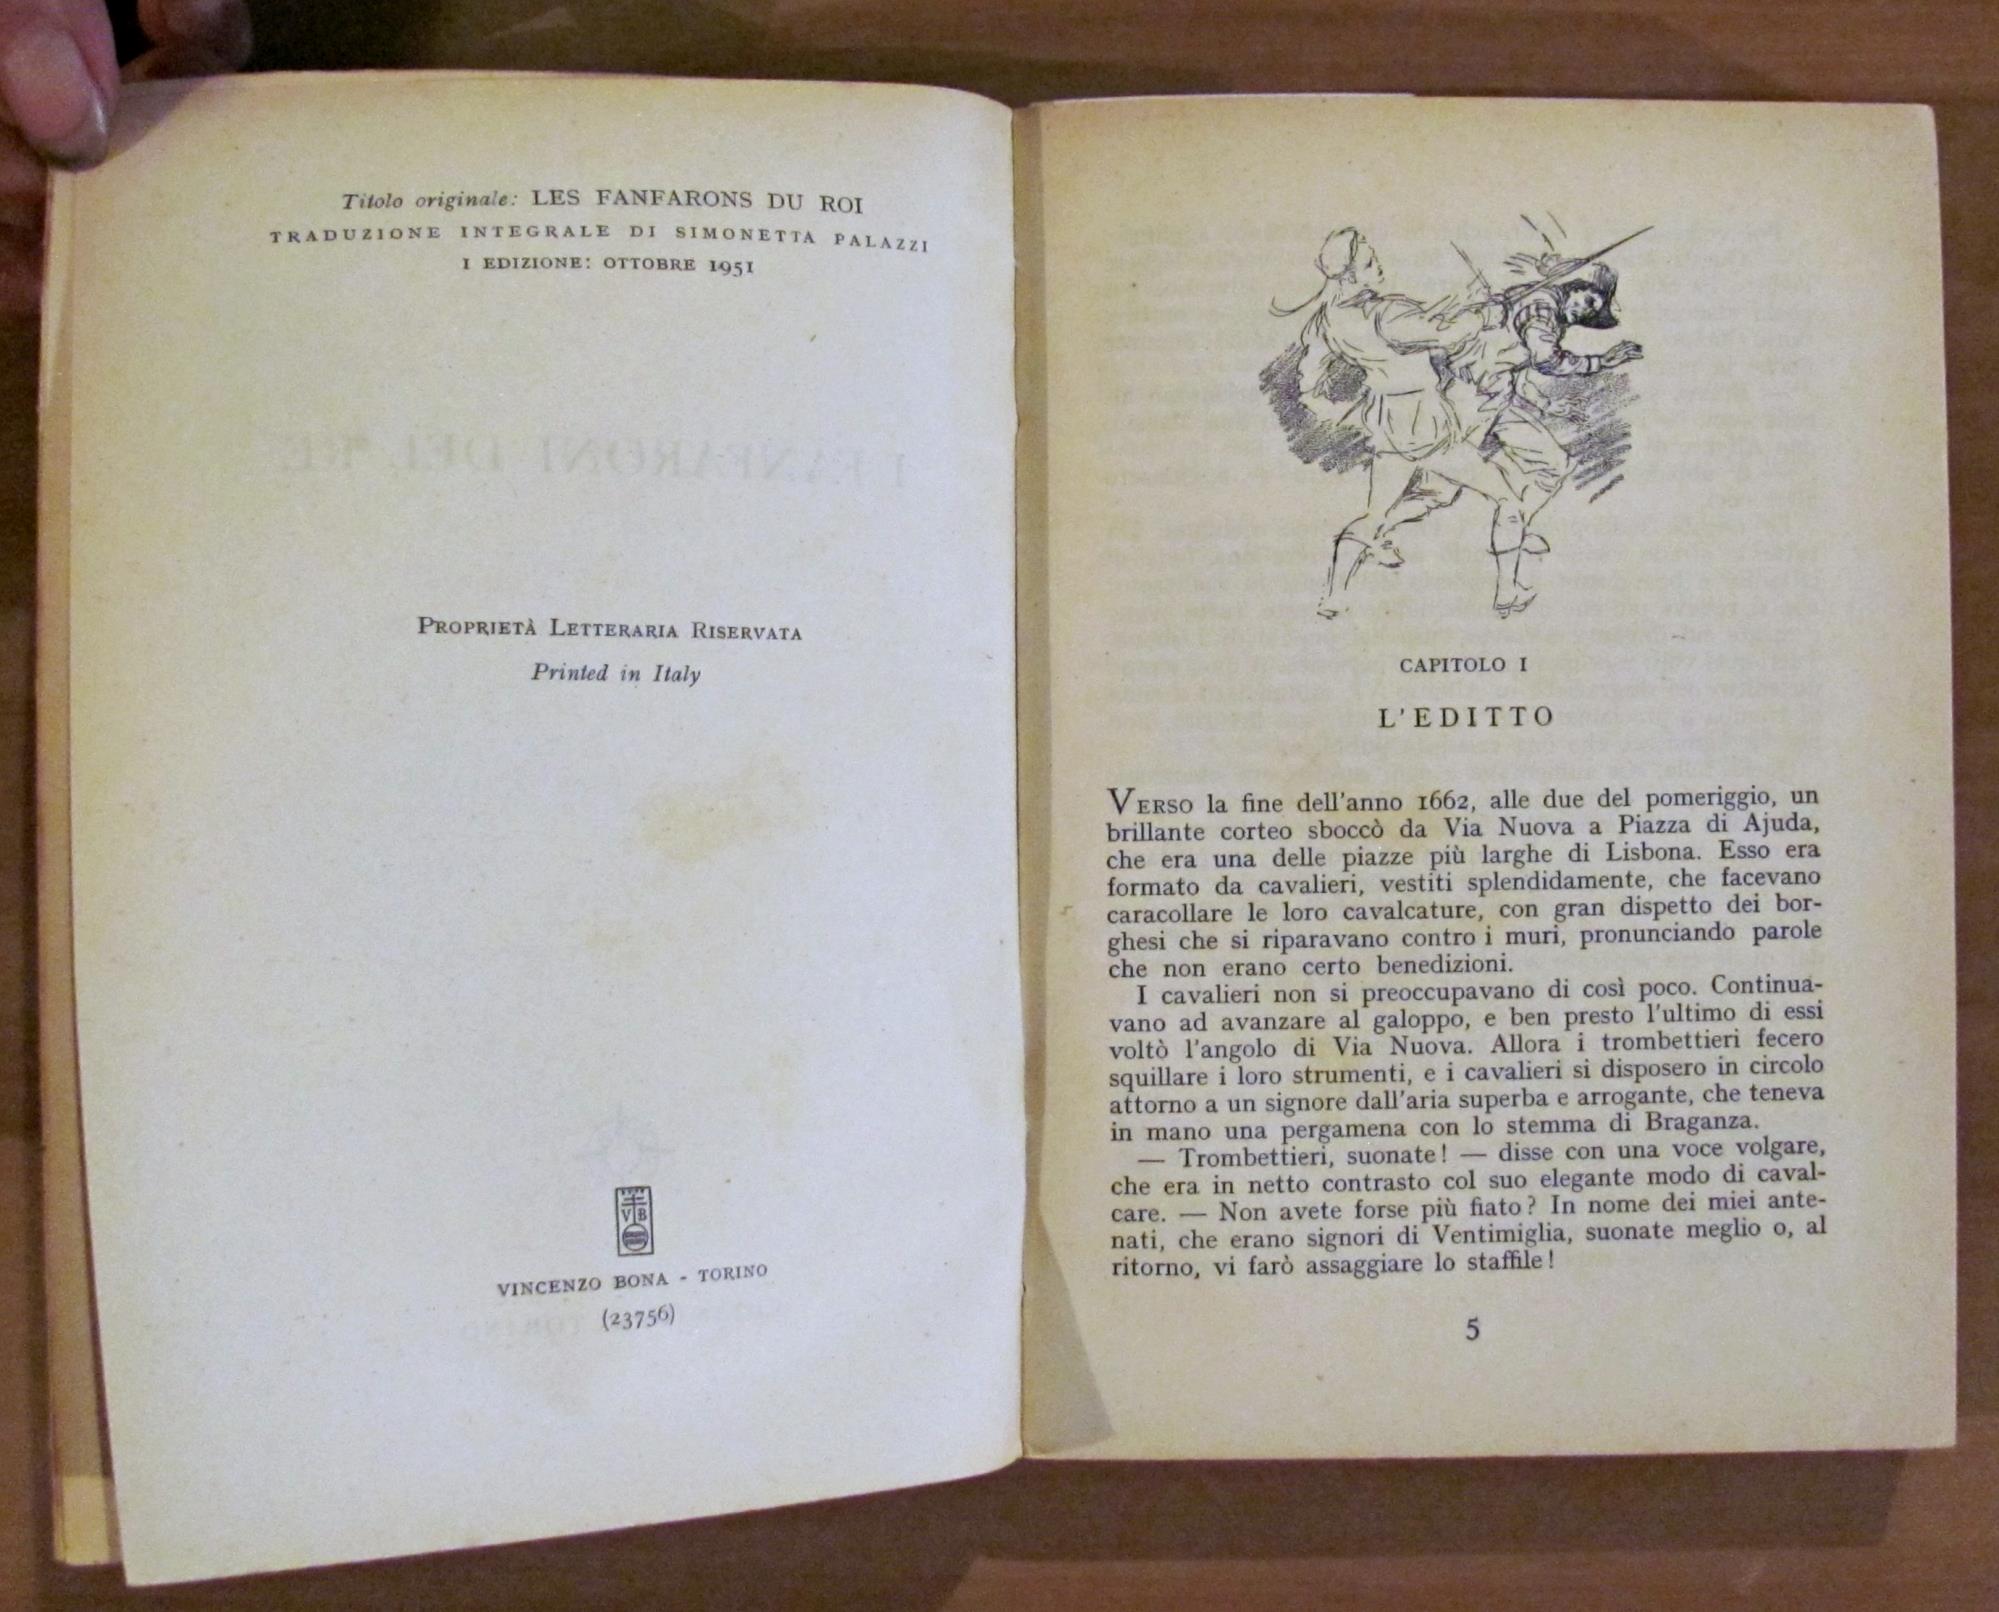 Titolo originale: LES FANFARONS DU ROI
TRADUZIONE INTEGRALE DI SIMONETTA PALAZZI
I EDIZIONE: OTTOBRE 1951
I FANFARONI DEL RE
PROPRIETÀ LETTERARIA RISERVATA
Printed in Italy
VB
VINCENZO BONA - TORINO
(23756)
CAPITOLO I
L'EDITTO
VERSO la fine dell'anno 1662, alle due del pomeriggio, un
brillante corteo sboccò da Via Nuova a Piazza di Ajuda,
che era una delle piazze più larghe di Lisbona. Esso era
formato da cavalieri, vestiti splendidamente, che facevano
caracollare le loro cavalcature, con gran dispetto dei bor-
ghesi che si riparavano contro i muri, pronunciando parole
che non erano certo benedizioni.
I cavalieri non si preoccupavano di così poco. Continua-
vano ad avanzare al galoppo, e ben presto l'ultimo di essi
voltò l'angolo di Via Nuova. Allora i trombettieri fecero
squillare i loro strumenti, e i cavalieri si disposero in circolo
attorno a un signore dall'aria superba e arrogante, che teneva
in mano una pergamena con lo stemma di Braganza.
— Trombettieri, suonate! — disse con una voce volgare,
che era in netto contrasto col suo elegante modo di caval-
care. — Non avete forse più fiato? In nome dei miei ante-
nati, che erano signori di Ventimiglia, suonate meglio o, al
ritorno, vi farò assaggiare lo staffile!
5